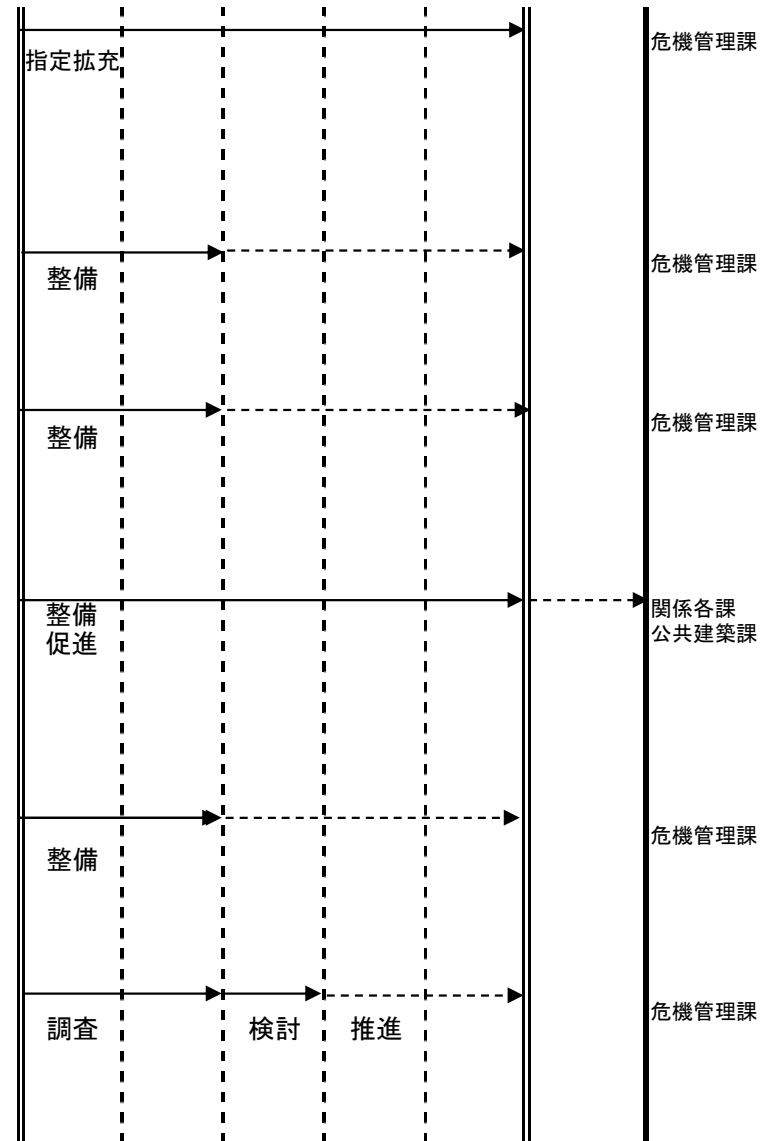 危機管理課
指定拡充
危機管理課
整備
危機管理課
整備
関係各課
整備
公共建築課
促進
危機管理課
整備
危機管理課
調査 検討 推進